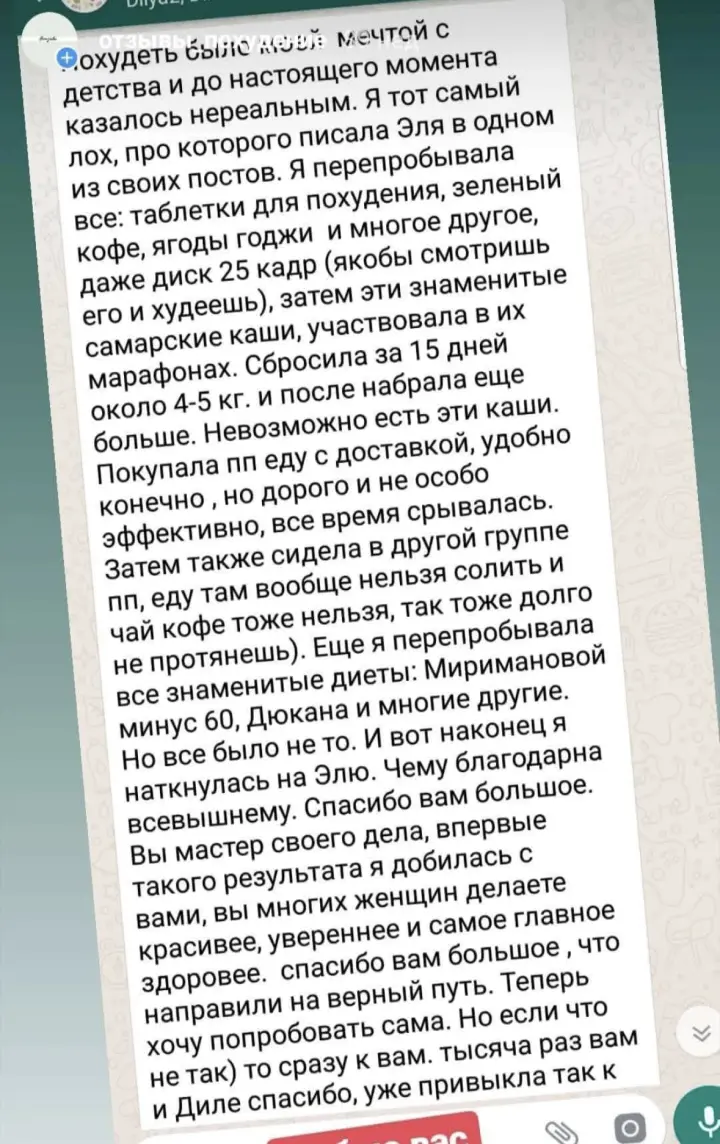 отзывы похудение
Похудеть было моей мечтой с
детства и до настоящего момента
казалось нереальным. Я тот самый
лох, про которого писала Эля в одном
из своих постов. Я перепробывала
все: таблетки для похудения, зеленый
кофе, ягоды годжи и многое другое,
даже диск 25 кадр (якобы смотришь
его и худеешь), затем эти знаменитые
самарские каши, участвовала в их
марафонах. Сбросила за 15 дней
около 4-5 кг. и после набрала еще
больше. Невозможно есть эти каши.
Покупала пп еду с доставкой, удобно
конечно , но дорого и не особо
эффективно, все время срывалась.
Затем также сидела в другой группе
пп, еду там вообще нельзя солить и
чай кофе тоже нельзя, так тоже долго
не протянешь). Еще я перепробывала
все знаменитые диеты: Миримановой
минус 60, Дюкана и многие другие.
Но все было не то. И вот наконец я
наткнулась на Элю. Чему благодарна
всевышнему. Спасибо вам большое.
Вы мастер своего дела, впервые
такого результата я добилась с
вами, вы многих женщин делаете
красивее, увереннее и самое главное
здоровее. спасибо вам большое , что
направили на верный путь. Теперь
хочу попробовать сама. Но если что
не так) то сразу к вам. тысяча раз вам
и Диле спасибо, уже привыкла так к
вас